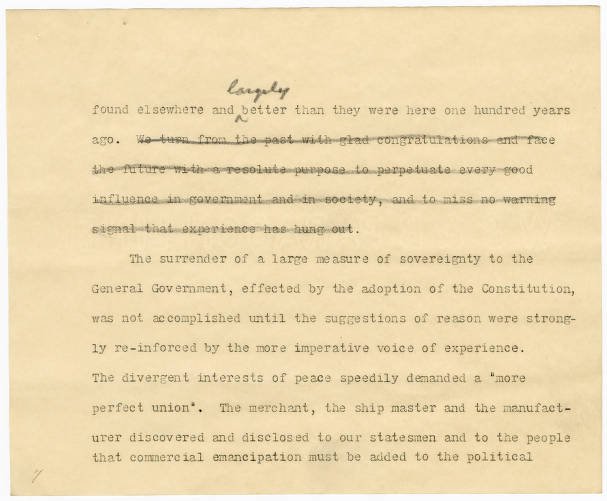 largely
found elsewhere and better than they were here one hundred years
ago. We turn from the past with glad congratulations and face
the future with a resolute purpose to perpetuate every good
influence in government and in society, and to miss no warning
signal that experience has hung out.
The surrender of a large measure of sovereignty to the
General Government, effected by the adoption of the Constitution,
was not accomplished until the suggestions of reason were strong-
ly re-inforced by the more imperative voice of experience.
The divergent interests of peace speedily demanded a "more
perfect union". The merchant, the ship master and the manufact-
urer discovered and disclosed to our statesmen and to the people
that commercial emancipation must be added to the political
7